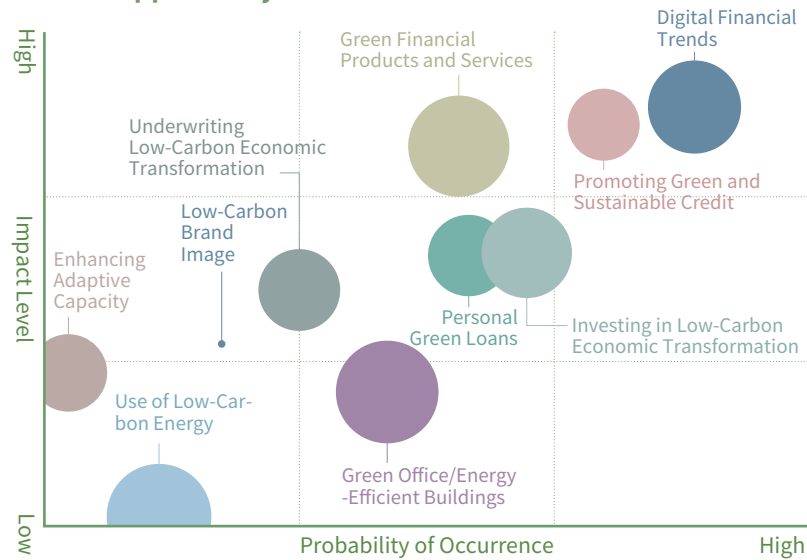 High
Impact Level
Low
Digital Financial
Trends
Green Financial
Products and Services
Underwriting
Low-Carbon Economic
Transformation
Promoting Green and
Sustainable Credit
Low-Carbon
Brand
Image
Enhancing
Adaptive
Capacity
Personal
Green Loans
Investing in Low-Carbon
Economic Transformation
Use of Low-Car-
bon Energy
Green Office/Energy
-Efficient Buildings
Probability of Occurrence
High